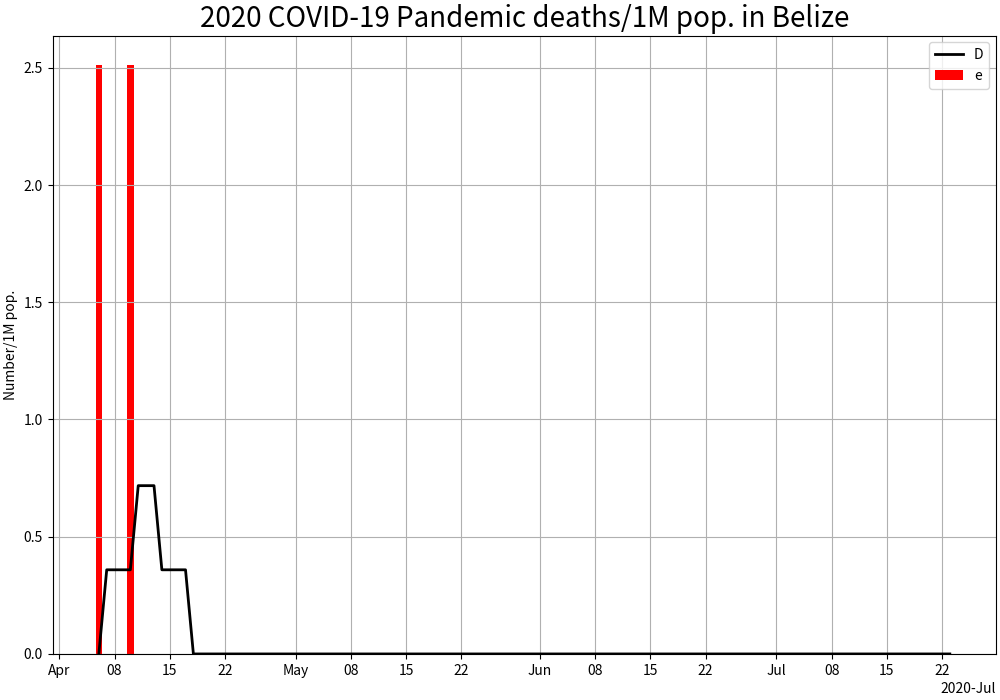 2020 COVID-19 Pandemic deaths/1M pop. in Belize
D
e
Number/1M pop.
2.5
2.0
1.5
1.0
0.5
0.0
Apr 08 15 22 May 08 15 22 Jun 08 15 22 Jul 08 15 22
2020-Jul